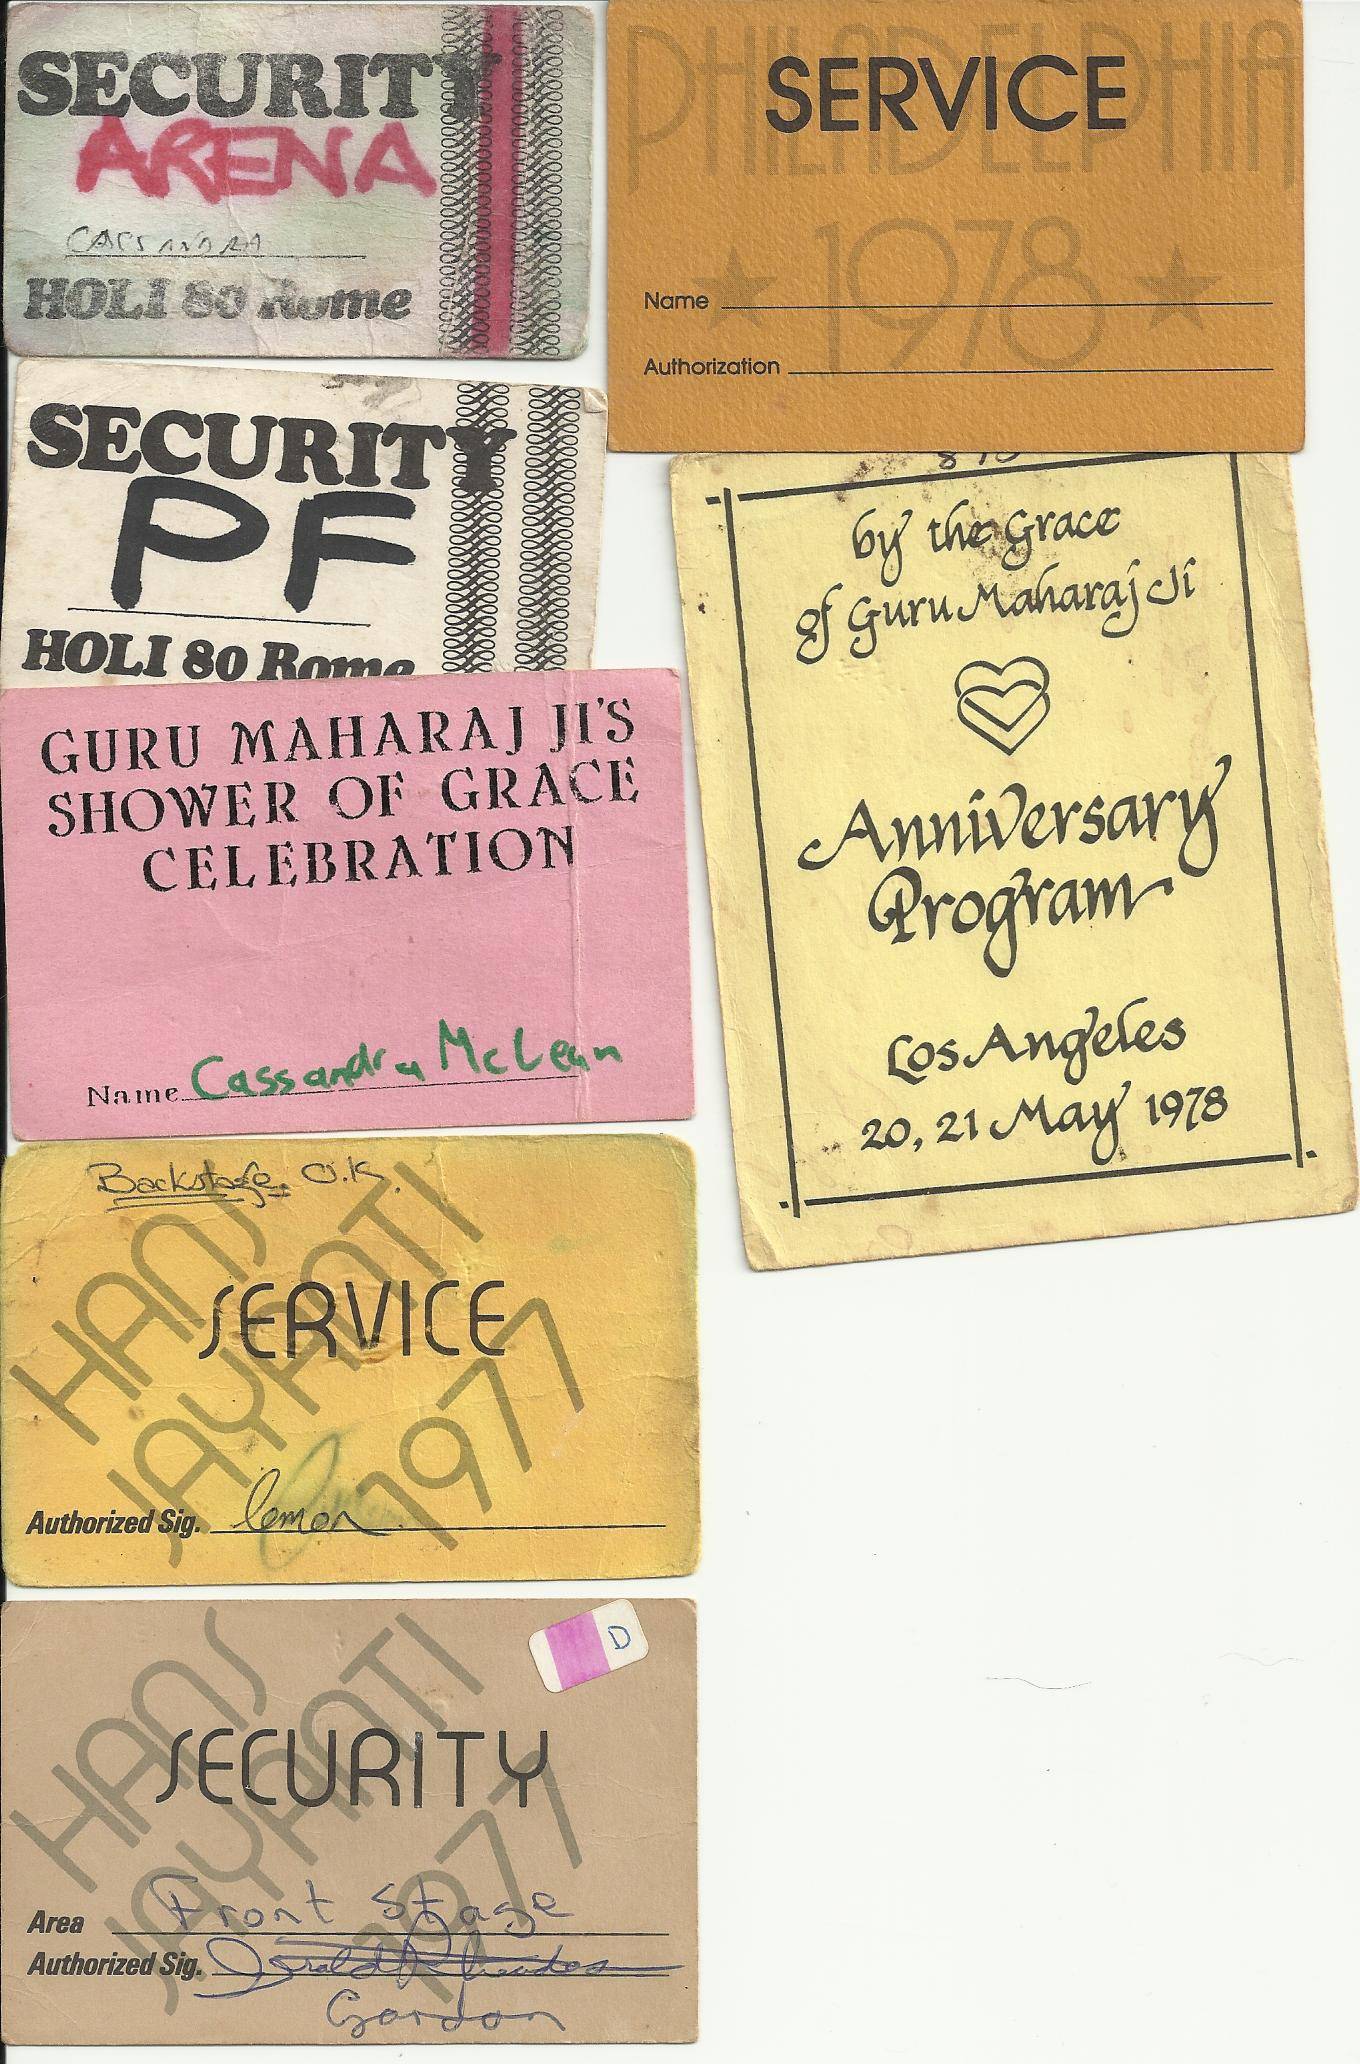 SECURITY
ARENA
CASSANDRA
HOLI 80 Rome
SECURITY
PF
HOLI 80 Rome
GURU MAHARAJ JI'S
SHOWER OF GRACE
CELEBRATION
Name Cassandra McLean
Backstage O.K.
HANS
JAYANTI
1977
SERVICE
Authorized Sig. lemon
D
HANS
JAYANTI
1977
SECURITY
Area Front Stage
Authorized Sig.
Gordon
PHILADELPHIA
SERVICE
1978
Name
Authorization
by the Grace
of Guru Maharaj Ji
Anniversary
Program
Los Angeles
20, 21 May 1978